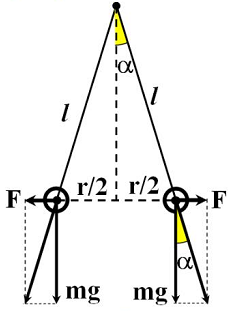 α
l l
r/2 r/2
F F
α
mg mg